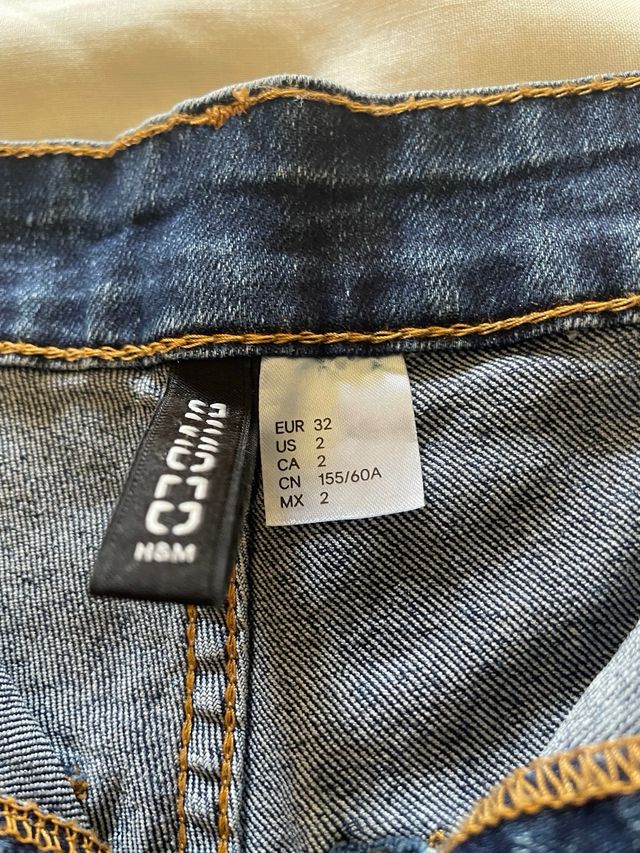 DIVIDED
H&M
EUR 32
US 2
CA 2
CN 155/60A
MX 2